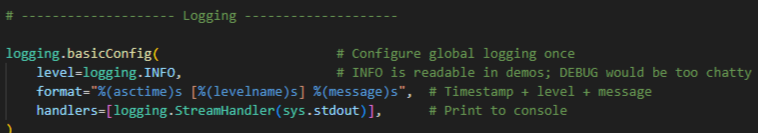 # -------------------- Logging --------------------
logging.basicConfig( # Configure global logging once
level=logging.INFO, # INFO is readable in demos; DEBUG would be too chatty
format="%(asctime)s [%(levelname)s] %(message)s", # Timestamp + level + message
handlers=[logging.StreamHandler(sys.stdout)], # Print to console
)